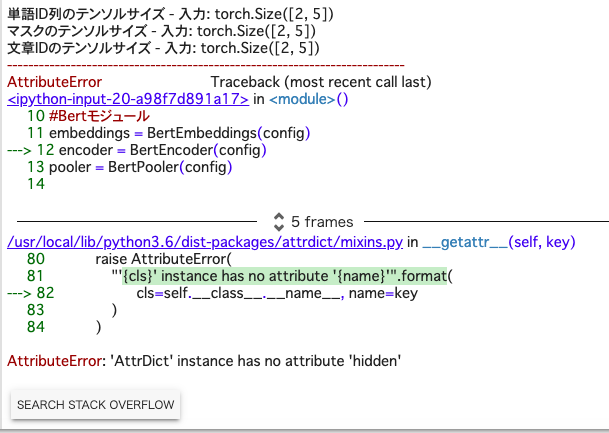 単語ID列のテンソルサイズ - 入力: torch.Size([2, 5])
マスクのテンソルサイズ - 入力: torch.Size([2, 5])
文章IDのテンソルサイズ - 入力: torch.Size([2, 5])
---------------------------------------------------------------------------
AttributeError Traceback (most recent call last)
<ipython-input-20-a98f7d891a17> in <module>()
10 #Bertモジュール
11 embeddings = BertEmbeddings(config)
---> 12 encoder = BertEncoder(config)
13 pooler = BertPooler(config)
14
5 frames
/usr/local/lib/python3.6/dist-packages/attrdict/mixins.py in __getattr__(self, key)
80 raise AttributeError(
81 "'{cls}' instance has no attribute '{name}'".format(
---> 82 cls=self.__class__.__name__, name=key
83 )
84 )
AttributeError: 'AttrDict' instance has no attribute 'hidden'
SEARCH STACK OVERFLOW